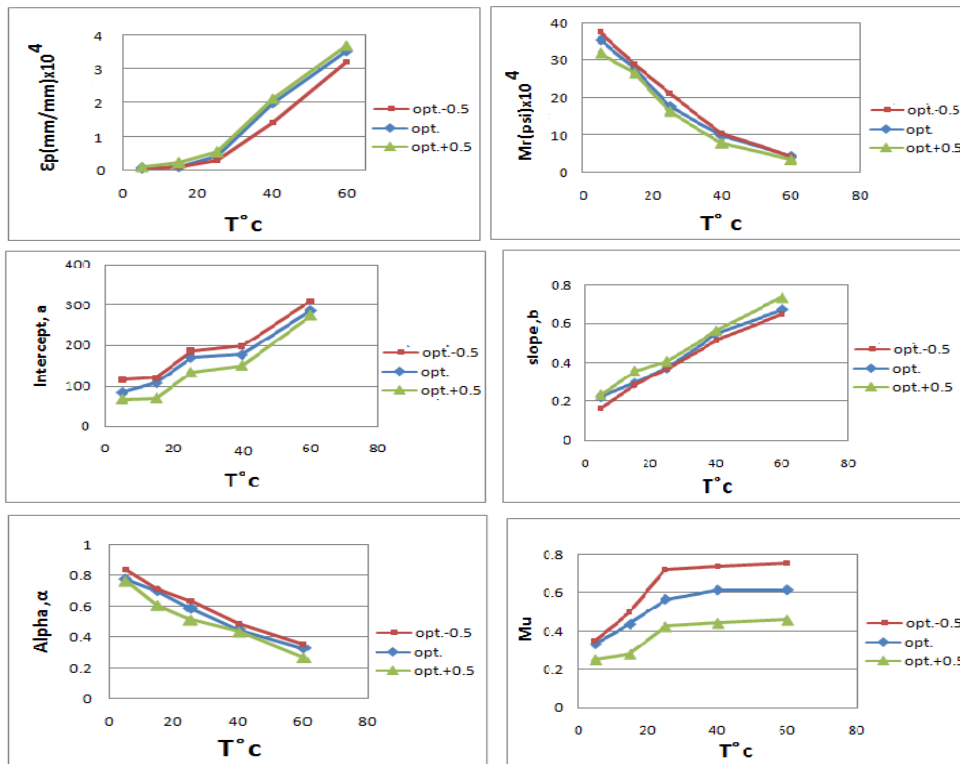 εp(mm/mm)x10⁴
4
3
2
1
0
0 20 40 60
T°c
opt.-0.5
opt.
opt.+0.5
Mr(psi)x10⁴
40
30
20
10
0
0 20 40 60 80
T°c
opt.-0.5
opt.
opt.+0.5
Intercept, a
400
300
200
100
0
0 20 40 60 80
T°c
opt.-0.5
opt.
opt.+0.5
slope,b
0.8
0.6
0.4
0.2
0
0 20 40 60 80
T°c
opt.-0.5
opt.
opt.+0.5
Alpha,α
1
0.8
0.6
0.4
0.2
0
0 20 40 60 80
T°c
opt.-0.5
opt.
opt.+0.5
Mu
0.8
0.6
0.4
0.2
0
0 20 40 60 80
T°c
opt.-0.5
opt.
opt.+0.5